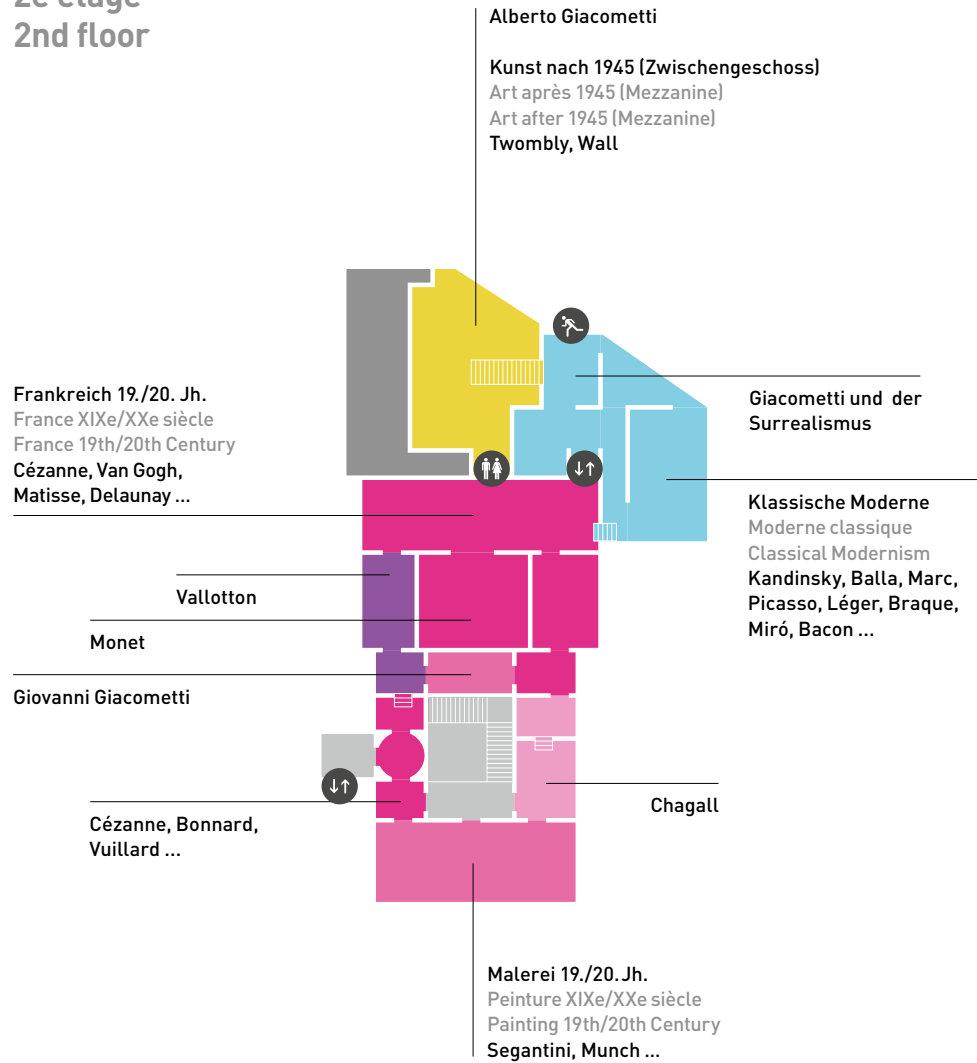 2e étage
2nd floor
Alberto Giacometti
Kunst nach 1945 (Zwischengeschoss)
Art après 1945 (Mezzanine)
Art after 1945 (Mezzanine)
Twombly, Wall
Frankreich 19./20. Jh.
France XIXe/XXe siècle
France 19th/20th Century
Cézanne, Van Gogh,
Matisse, Delaunay ...
Giacometti und der
Surrealismus
Klassische Moderne
Moderne classique
Classical Modernism
Kandinsky, Balla, Marc,
Picasso, Léger, Braque,
Miró, Bacon ...
Vallotton
Monet
Giovanni Giacometti
Chagall
Cézanne, Bonnard,
Vuillard ...
Malerei 19./20. Jh.
Peinture XIXe/XXe siècle
Painting 19th/20th Century
Segantini, Munch ...